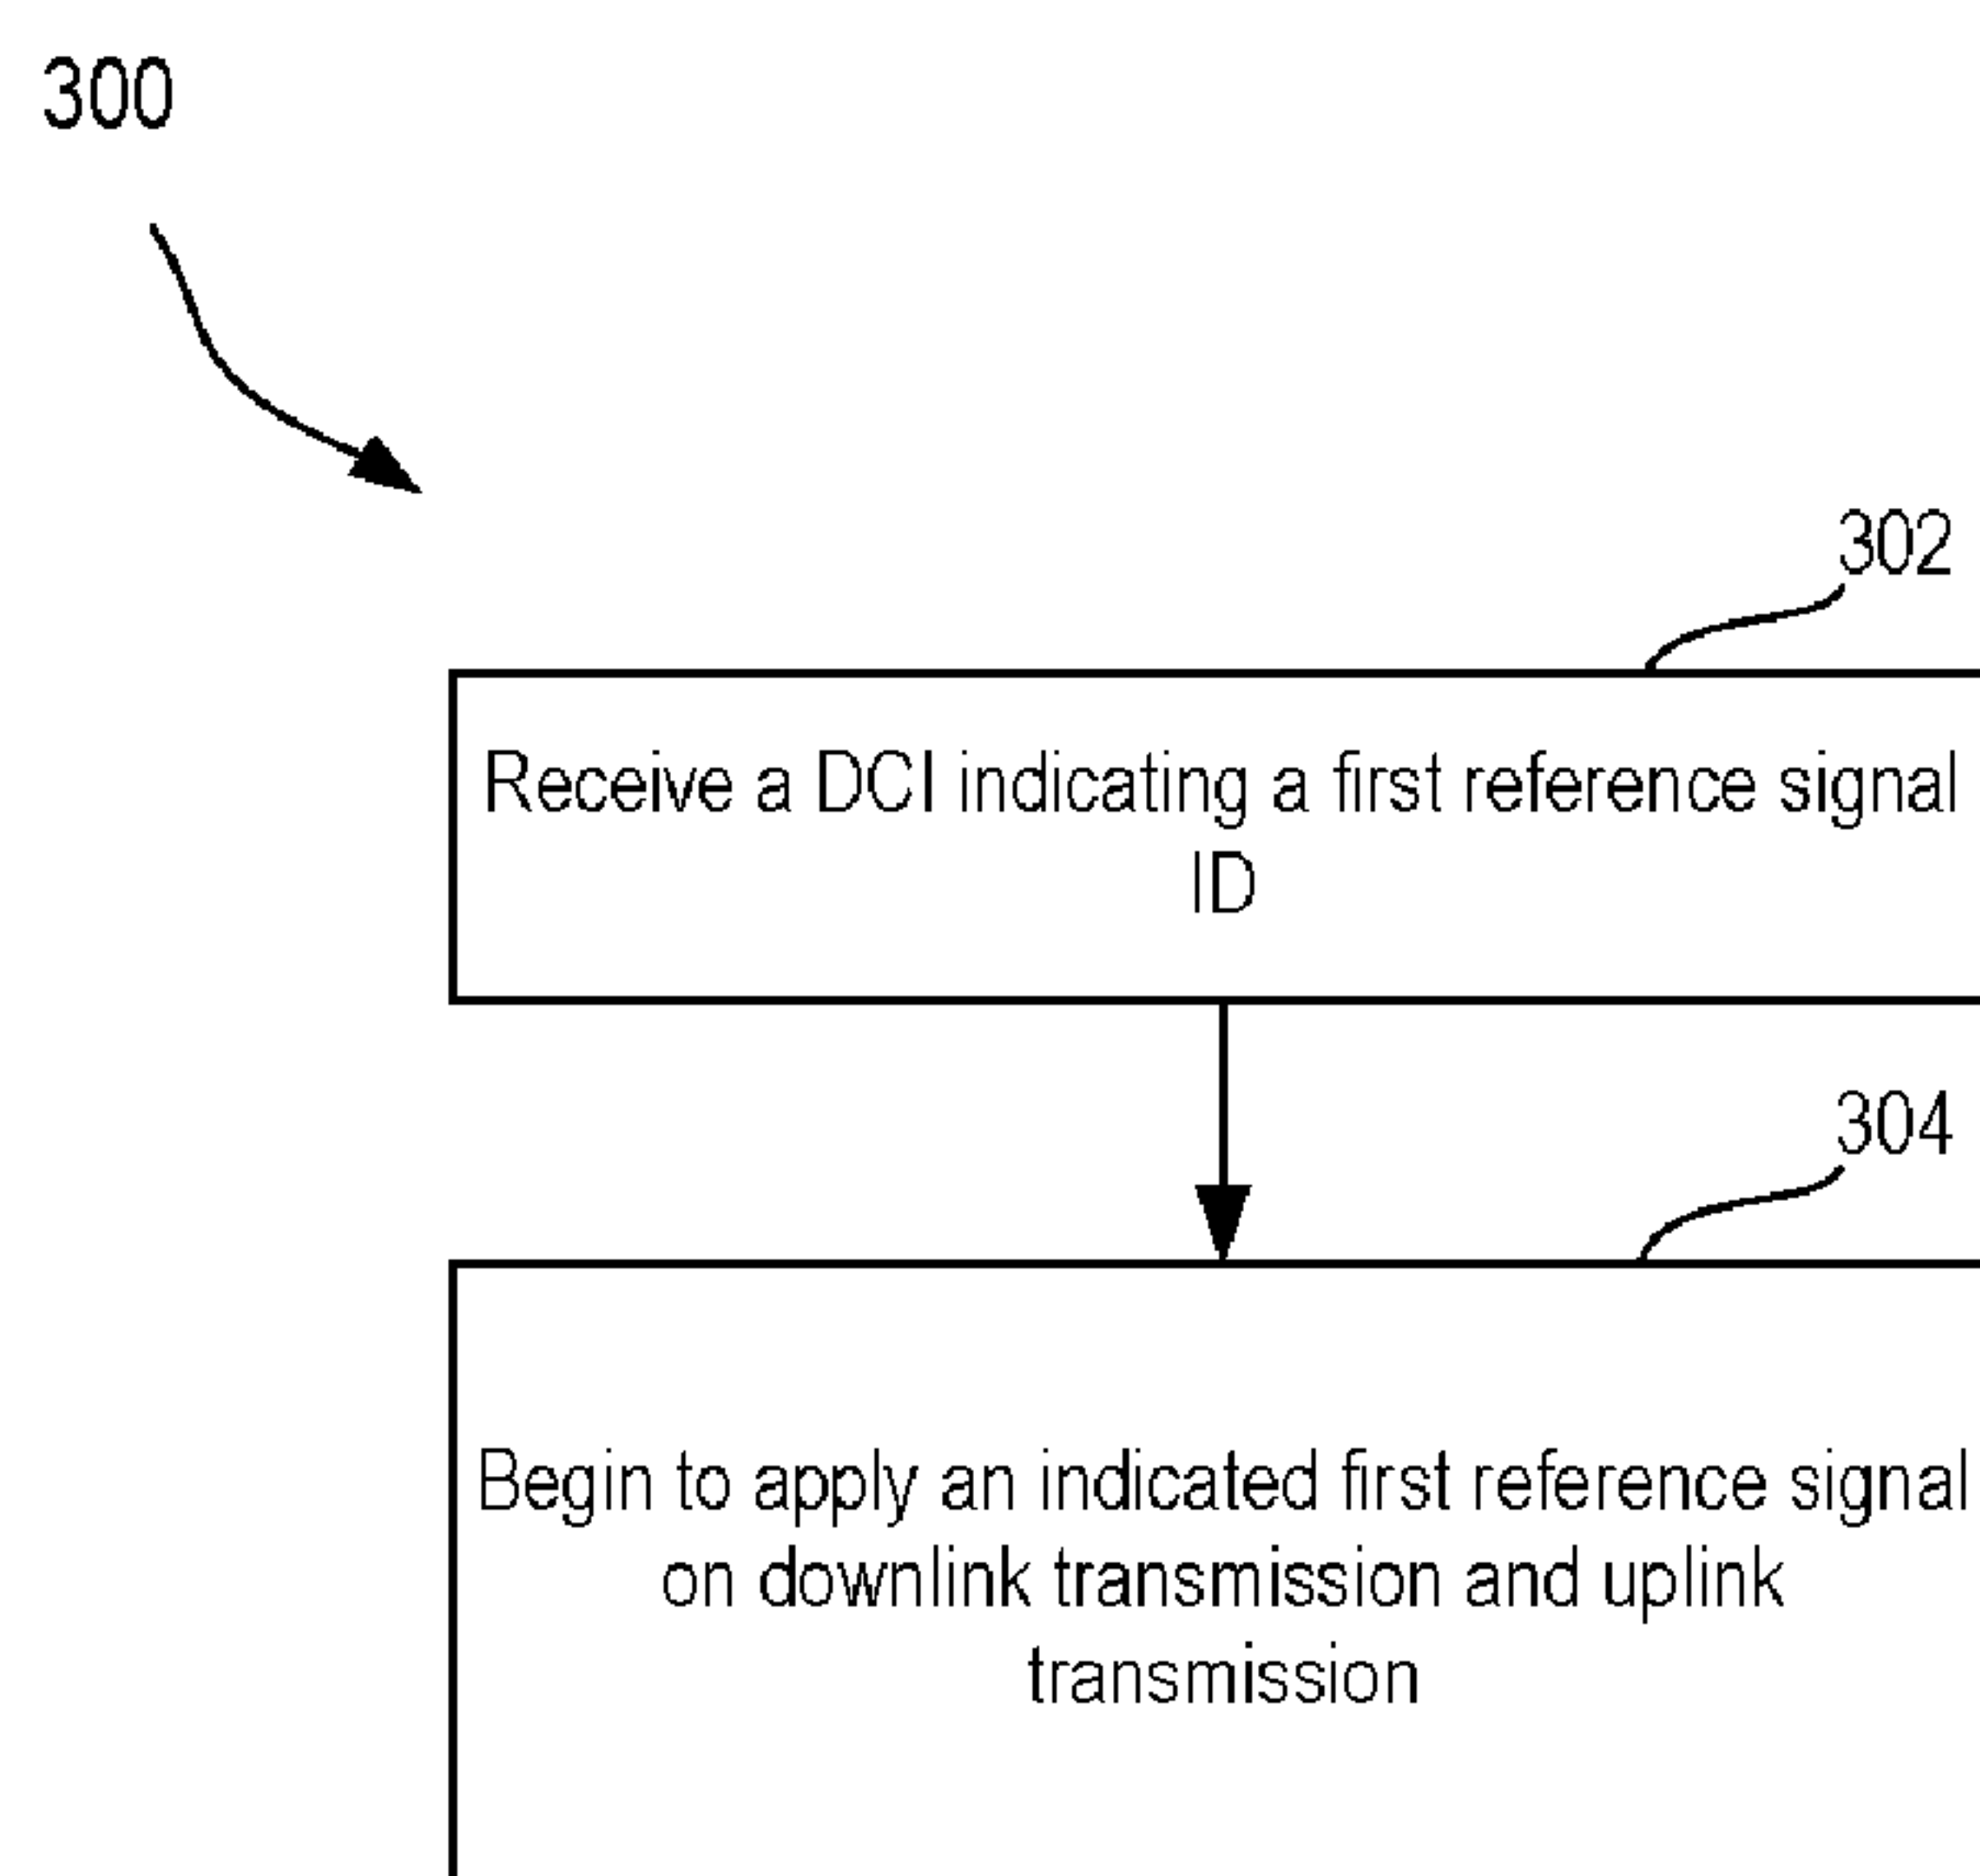 300
302
Receive a DCI indicating a first reference signal
ID
304
Begin to apply an indicated first reference signal
on downlink transmission and uplink
transmission